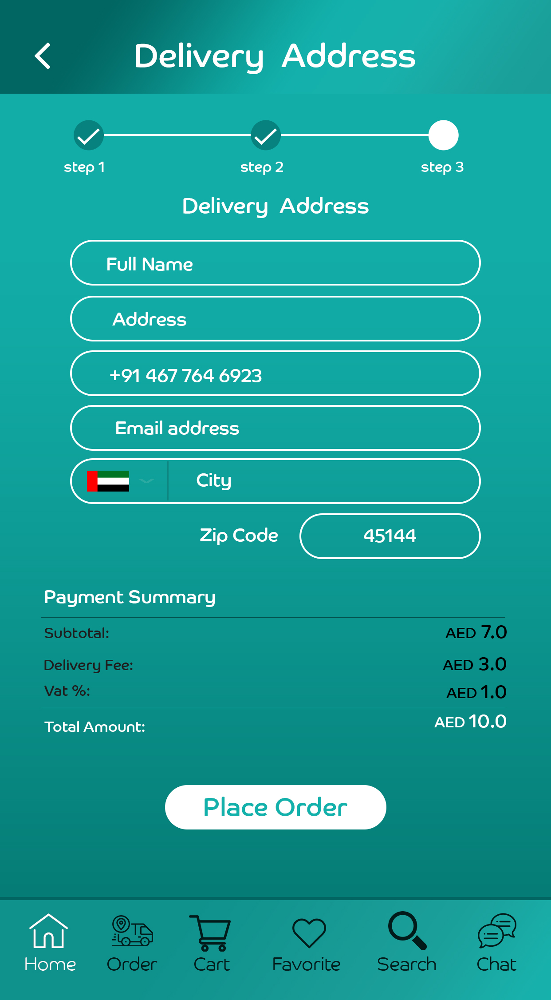 Delivery Address
step 1 step 2 step 3
Delivery Address
Full Name
Address
+91 467 764 6923
Email address
City
Zip Code 45144
Payment Summary
Subtotal: AED 7.0
Delivery Fee: AED 3.0
Vat %: AED 1.0
Total Amount: AED 10.0
Place Order
Home Order Cart Favorite Search Chat